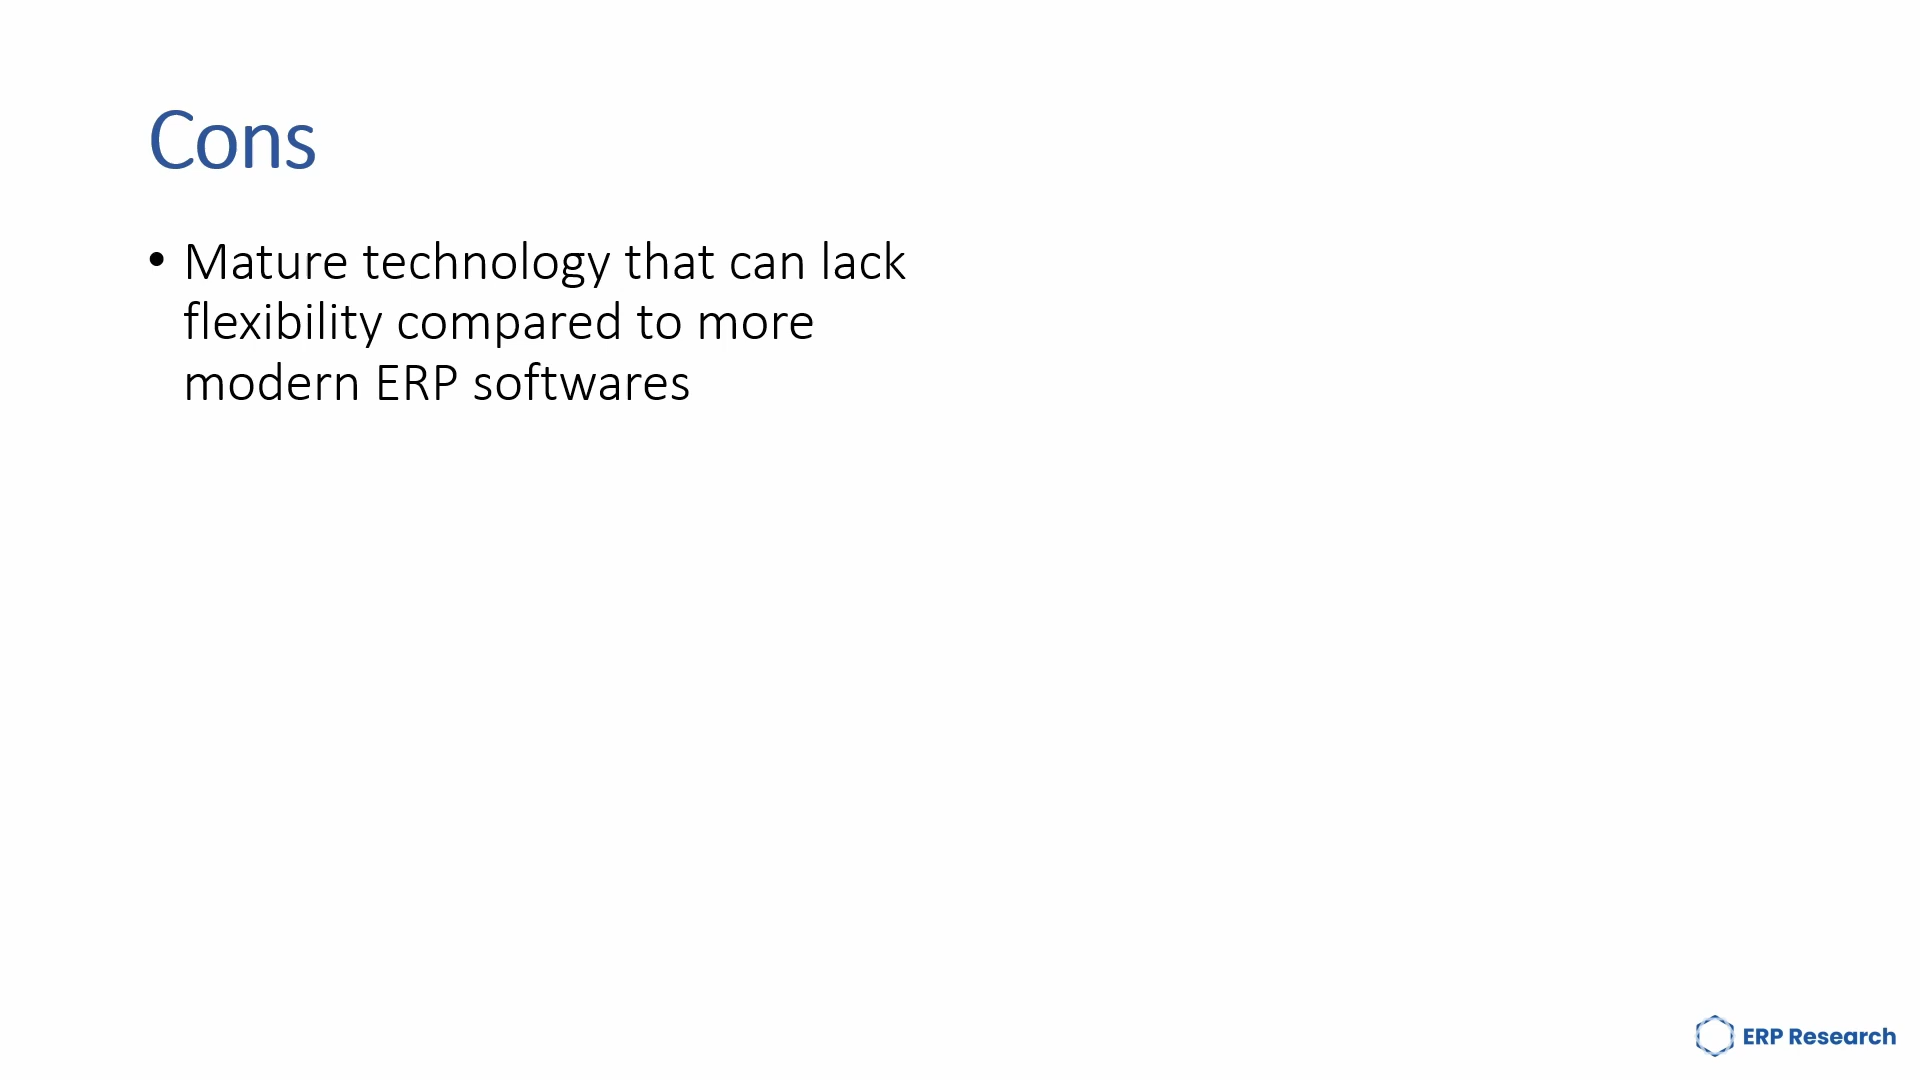 Cons
• Mature technology that can lack
flexibility compared to more
modern ERP softwares
ERP Research